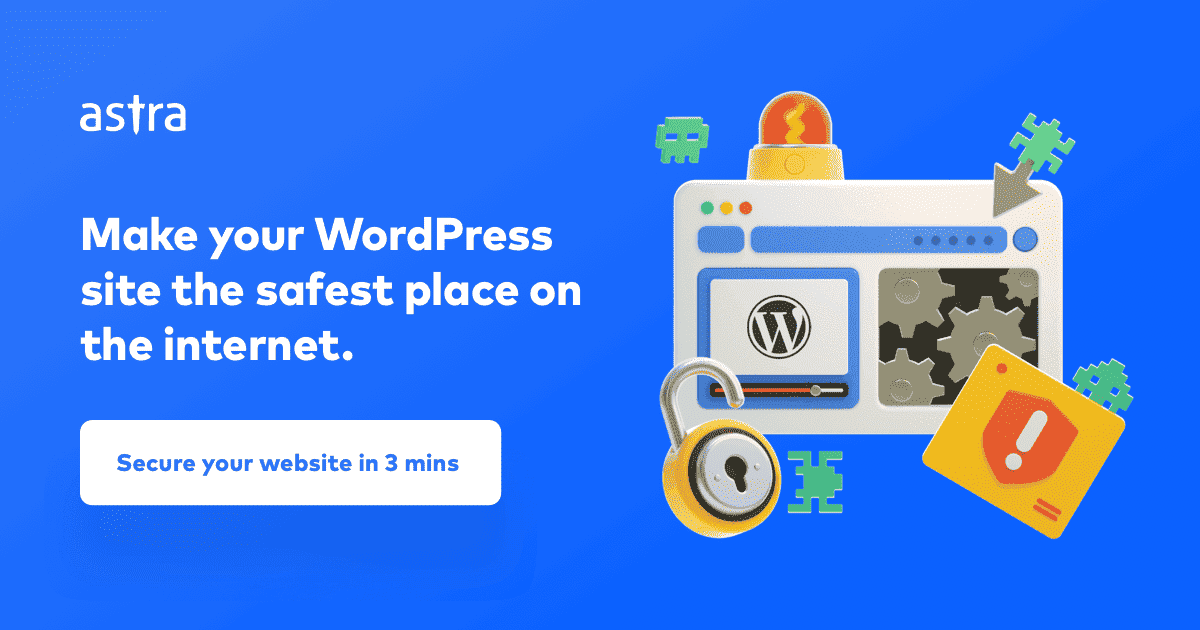 astra
Make your WordPress
site the safest place on
the internet.
Secure your website in 3 mins
W